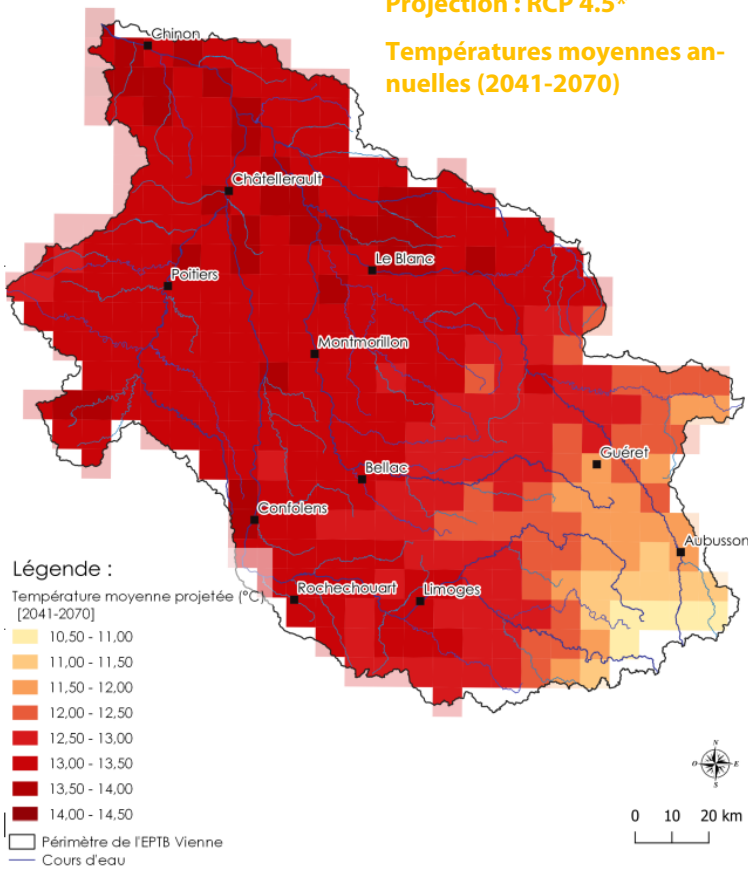 Projection : RCP 4.5*
Températures moyennes an-
nuelles (2041-2070)
Chinon
Châtellerault
Le Blanc
Poitiers
Montmorillon
Guéret
Bellac
Confolens
Aubusson
Rochechouart
Limoges
Légende :
Température moyenne projetée (°C)
[2041-2070]
10,50 - 11,00
11,00 - 11,50
11,50 - 12,00
12,00 - 12,50
12,50 - 13,00
13,00 - 13,50
13,50 - 14,00
14,00 - 14,50
Périmètre de l'EPTB Vienne
Cours d'eau
N
O
E
S
0 10 20 km